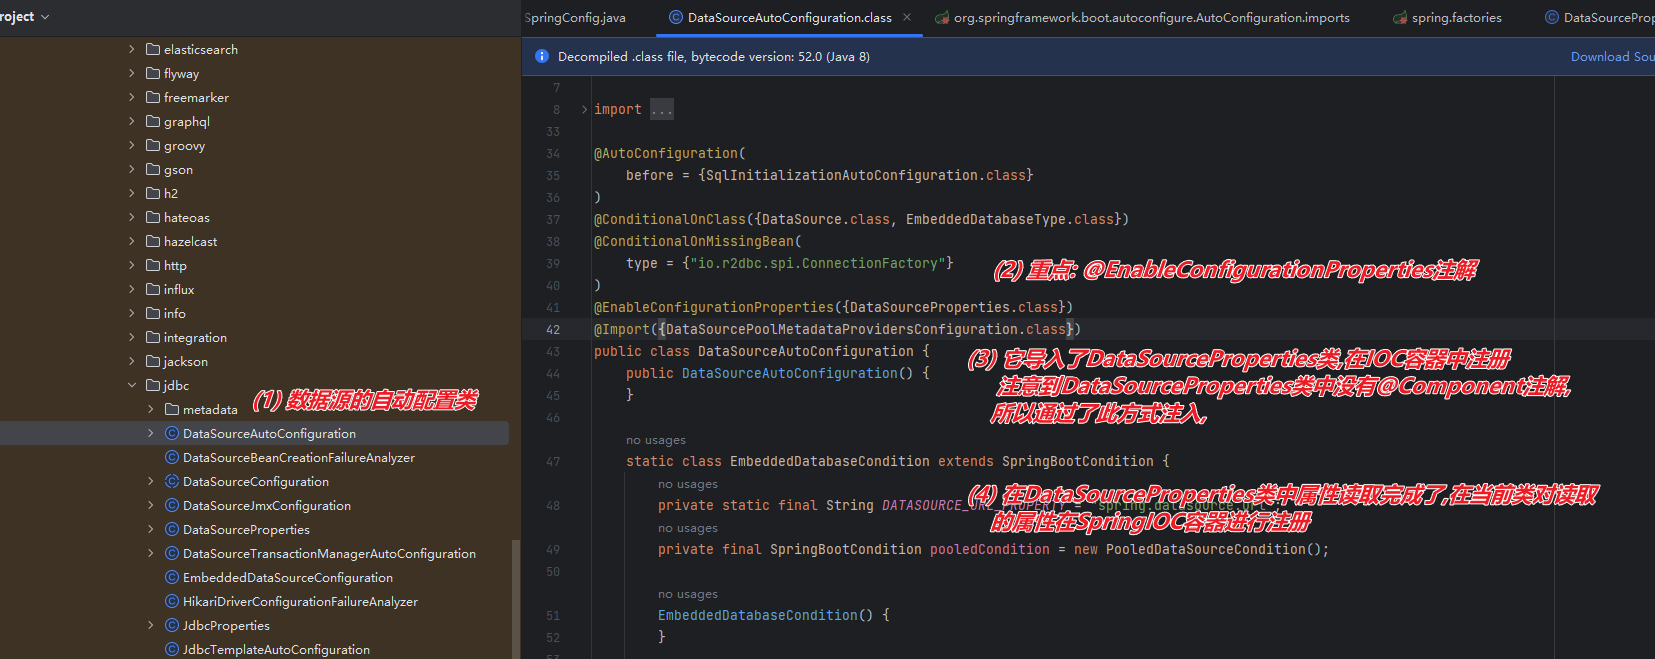 roject
SpringConfig.java
DataSourceAutoConfiguration.class
org.springframework.boot.autoconfigure.AutoConfiguration.imports
spring.factories
DataSourceProp
Decompiled .class file, bytecode version: 52.0 (Java 8)
Download Sou
elasticsearch
flyway
freemarker
graphql
groovy
gson
h2
hateoas
hazelcast
http
influx
info
integration
jackson
jdbc
metadata
DataSourceAutoConfiguration
DataSourceBeanCreationFailureAnalyzer
DataSourceConfiguration
DataSourceJmxConfiguration
DataSourceProperties
DataSourceTransactionManagerAutoConfiguration
EmbeddedDataSourceConfiguration
HikariDriverConfigurationFailureAnalyzer
JdbcProperties
JdbcTemplateAutoConfiguration
(1) 数据源的自动配置类
7
8 import ...
33
34 @AutoConfiguration(
35 before = {SqlInitializationAutoConfiguration.class}
36 )
37 @ConditionalOnClass({DataSource.class, EmbeddedDatabaseType.class})
38 @ConditionalOnMissingBean(
39 type = {"io.r2dbc.spi.ConnectionFactory"}
40 )
41 @EnableConfigurationProperties({DataSourceProperties.class})
42 @Import({DataSourcePoolMetadataProvidersConfiguration.class})
43 public class DataSourceAutoConfiguration {
44 public DataSourceAutoConfiguration() {
45 }
46
no usages
47 static class EmbeddedDatabaseCondition extends SpringBootCondition {
no usages
48 private static final String DATASOURCE_URL_PROPERTY = "spring.datasource.url
no usages
49 private final SpringBootCondition pooledCondition = new PooledDataSourceCondition();
50
no usages
51 EmbeddedDatabaseCondition() {
52 }
53
(2) 重点: @EnableConfigurationProperties注解
(3) 它导入了DataSourceProperties类,在IOC容器中注册
注意到DataSourceProperties类中没有@Component注解,
所以通过了此方式注入,
(4) 在DataSourceProperties类中属性读取完成了,在当前类对读取
的属性在SpringIOC容器进行注册